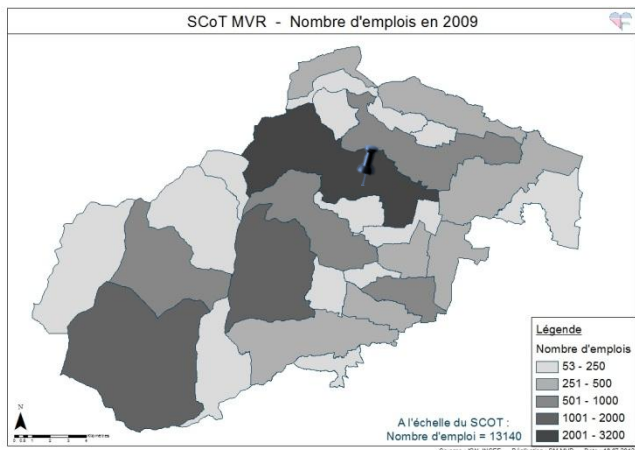 SCoT MVR - Nombre d'emplois en 2009
Légende
Nombre d'emplois
53 - 250
251 - 500
501 - 1000
1001 - 2000
2001 - 3200
N
A l'échelle du SCOT :
Nombre d'emploi = 13140